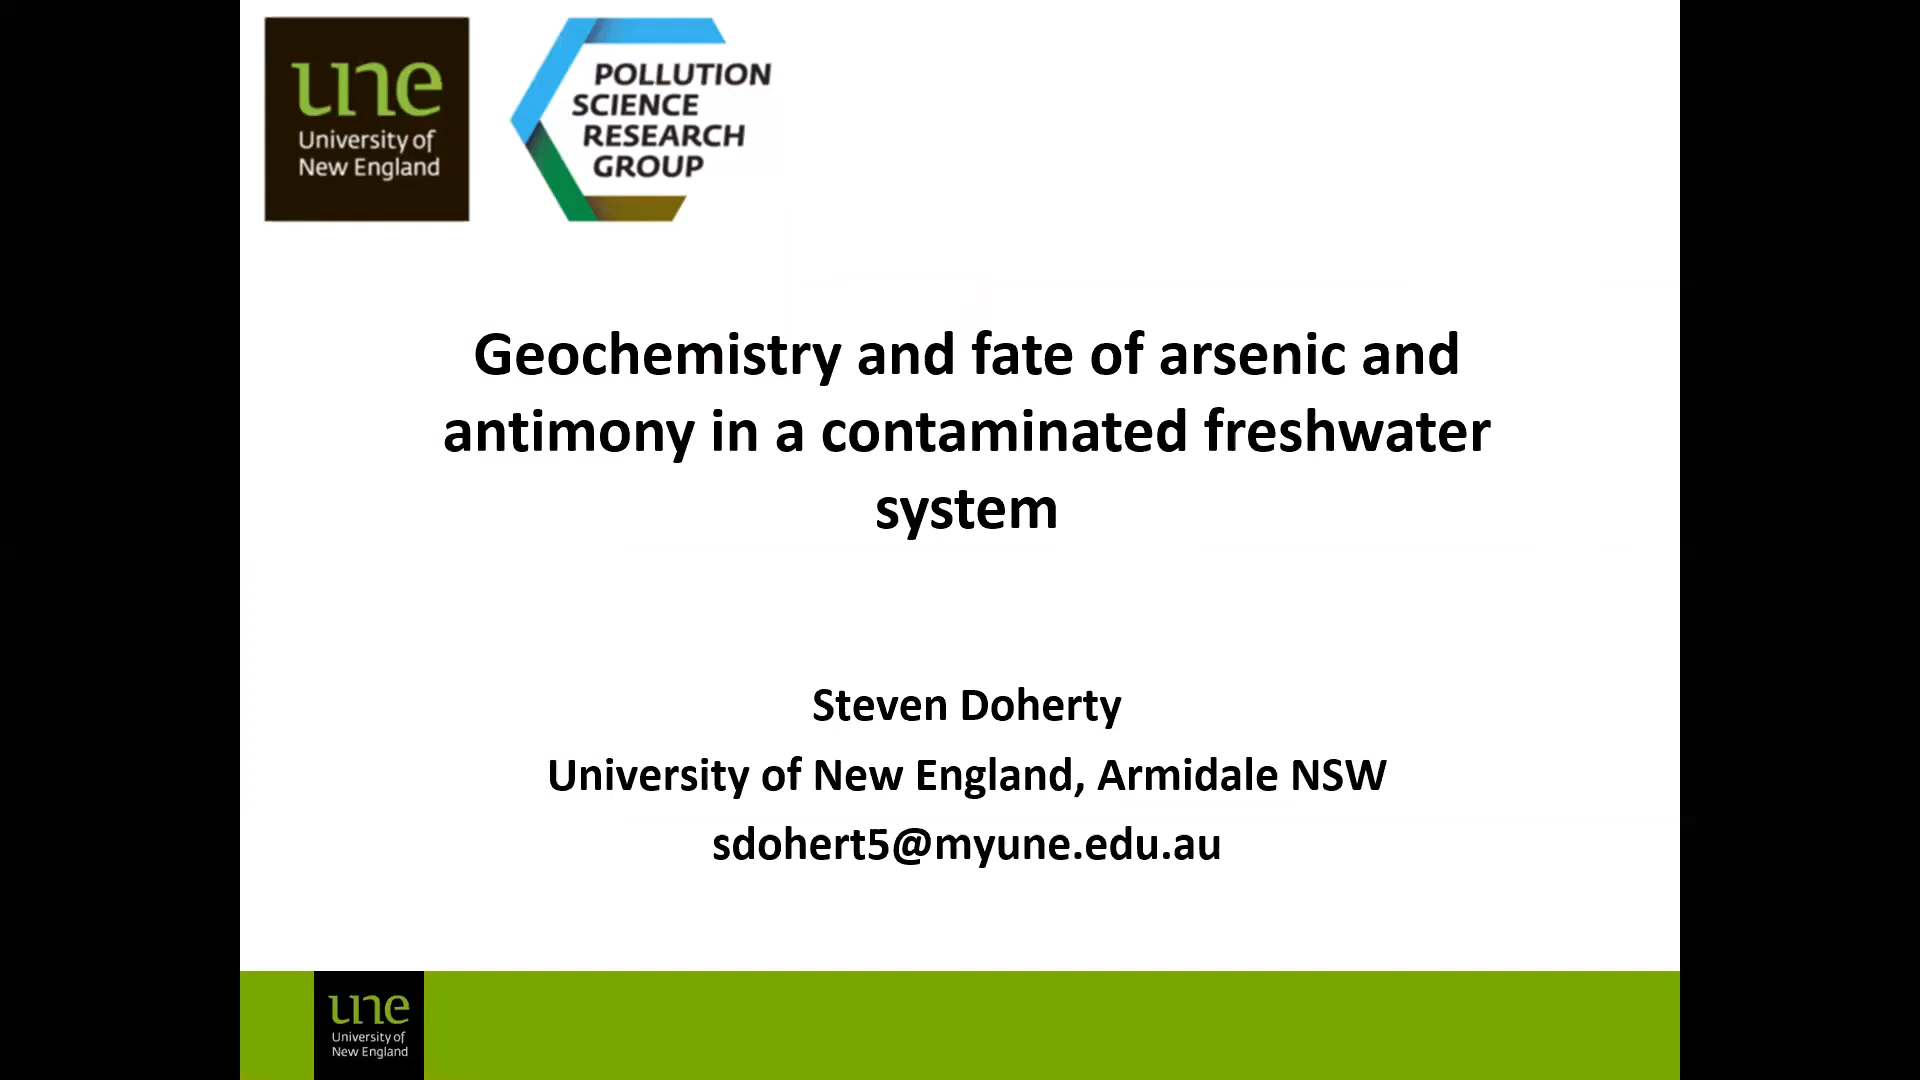 une
University of
New England
POLLUTION
SCIENCE
RESEARCH
GROUP
Geochemistry and fate of arsenic and
antimony in a contaminated freshwater
system
Steven Doherty
University of New England, Armidale NSW
sdohert5@myune.edu.au
une
University of
New England